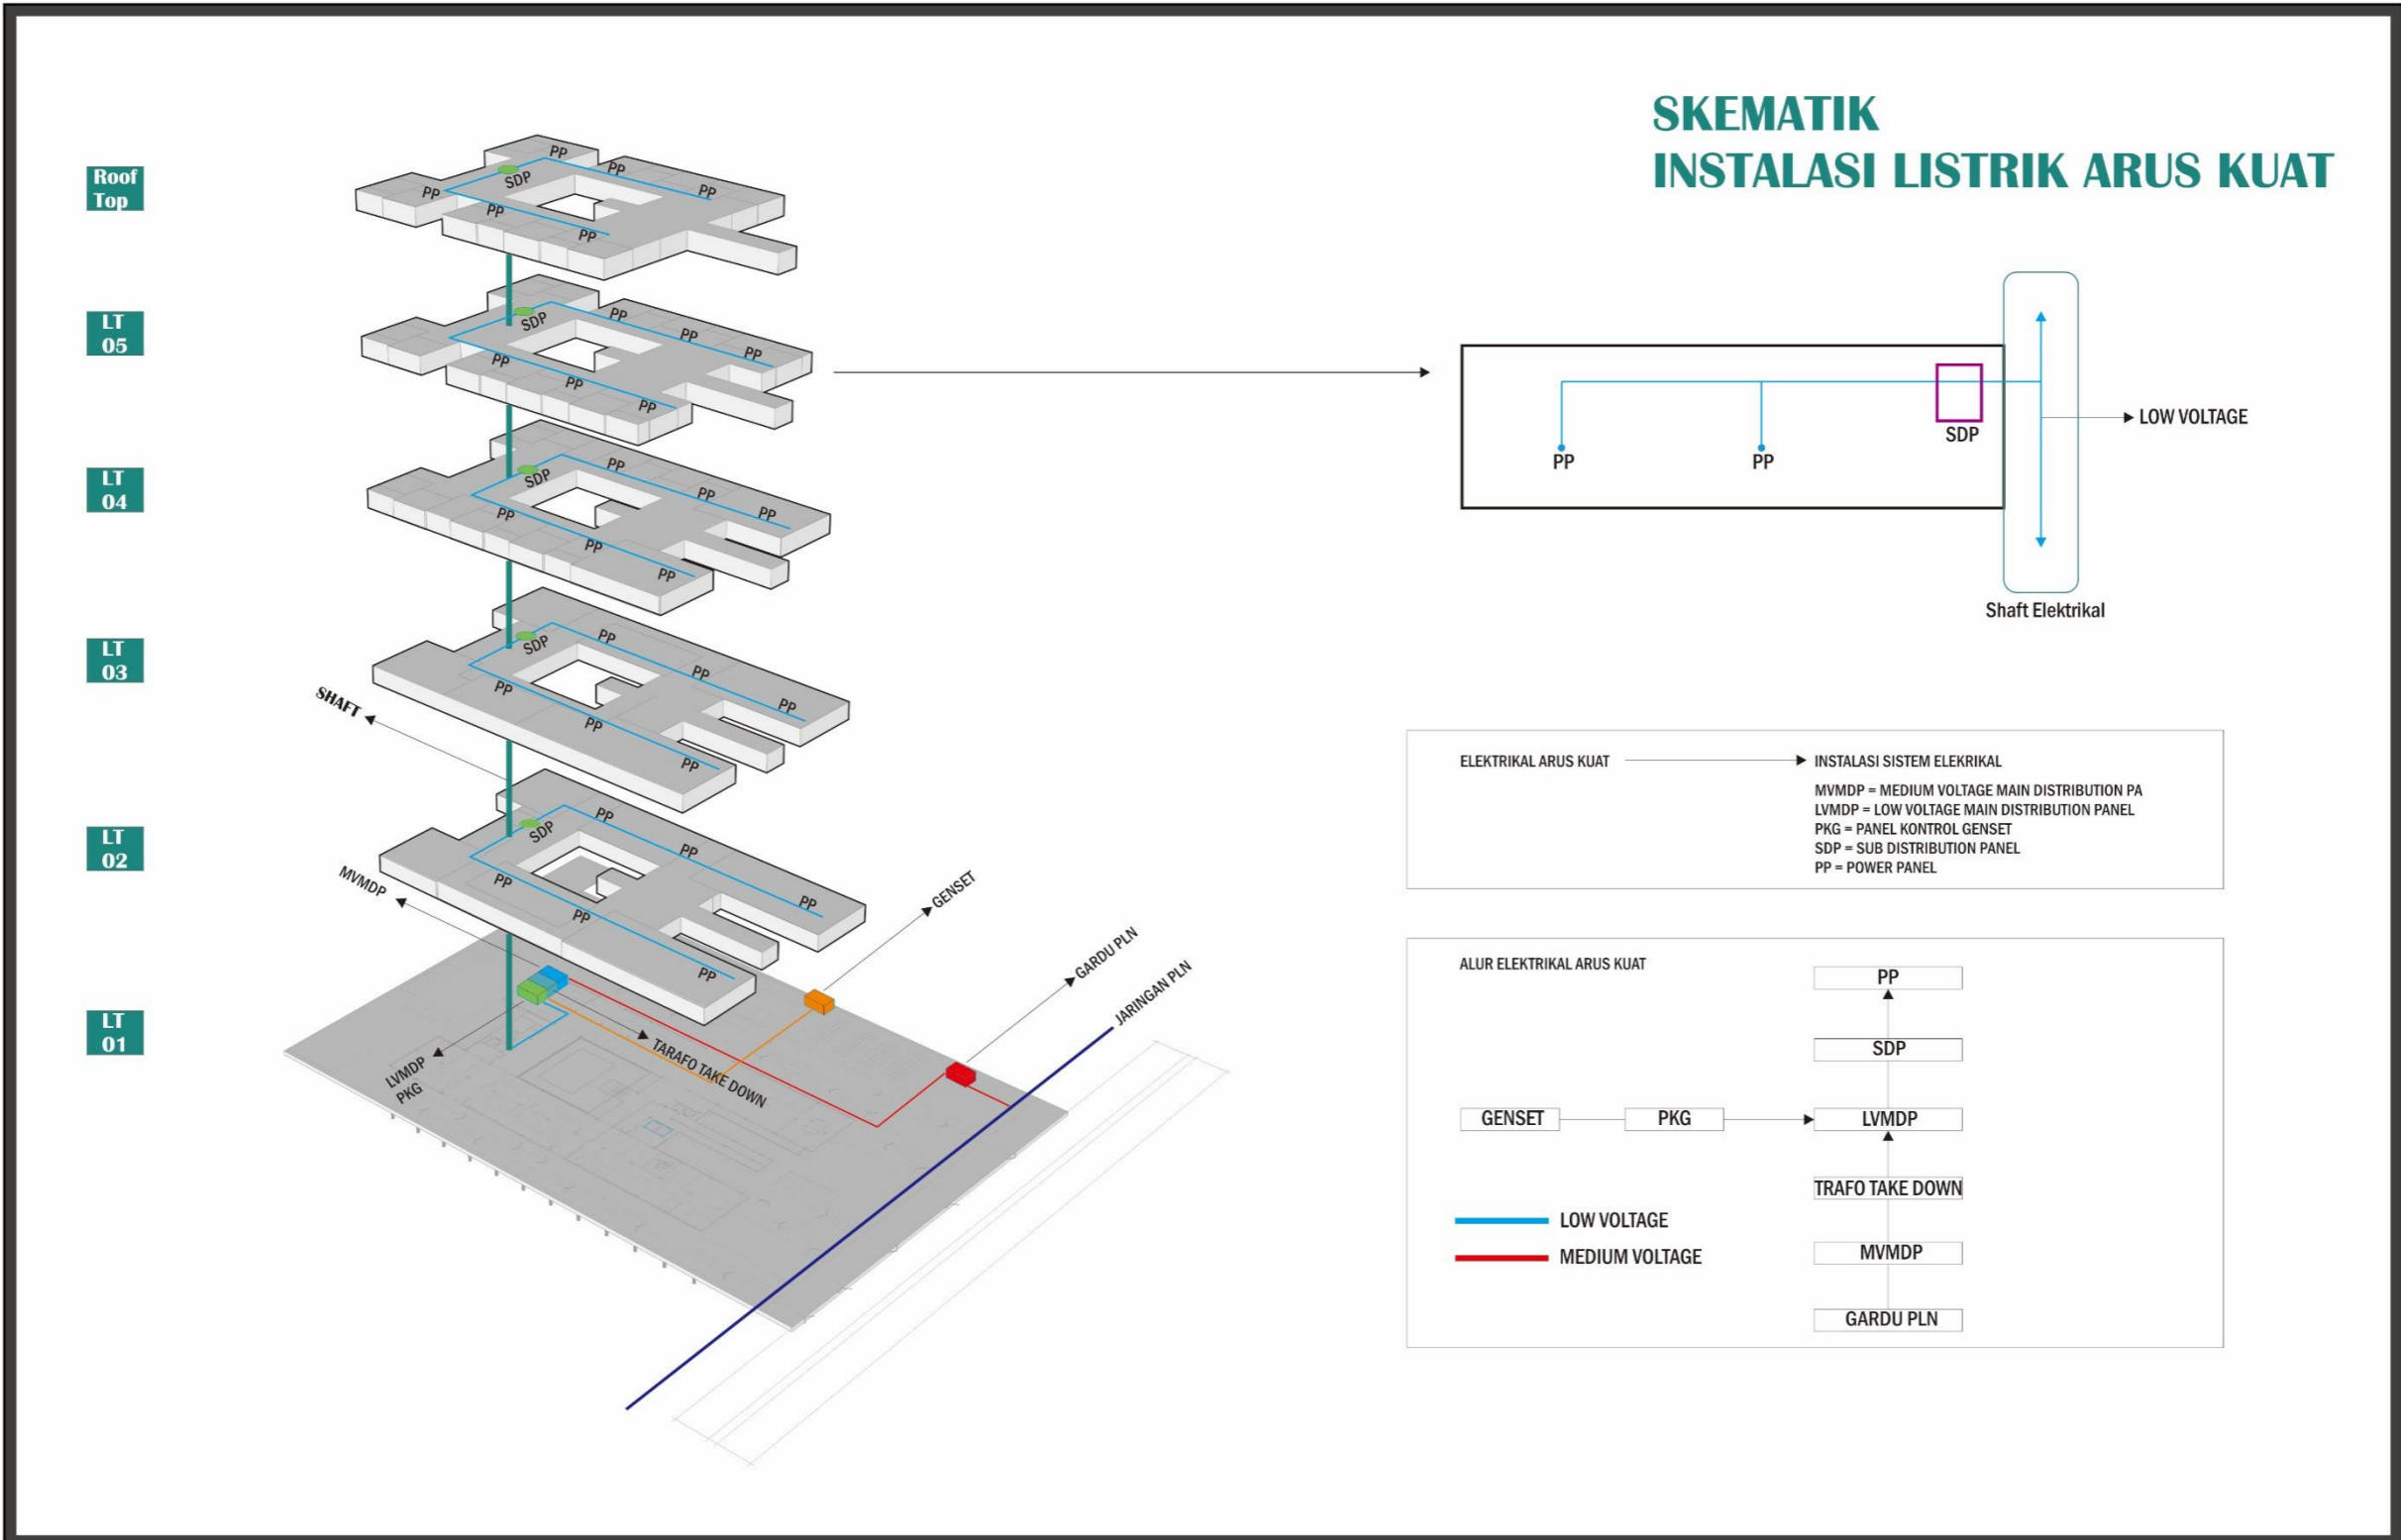 SKEMATIK
INSTALASI LISTRIK ARUS KUAT
Roof
Top
PP
PP
PP
SDP
PP
PP
PP
LT
05
SDP
PP
PP
PP
PP
PP
PP
LT
04
SDP
PP
PP
PP
PP
PP
PP
LT
03
SDP
PP
PP
PP
PP
PP
PP
SHAFT
LT
02
SDP
PP
PP
PP
PP
PP
PP
MVMDP
GENSET
GARDU PLN
JARINGAN PLN
LT
01
LVMDP
PKG
TARAFO TAKE DOWN
PP
PP
SDP
LOW VOLTAGE
Shaft Elektrikal
ELEKTRIKAL ARUS KUAT
INSTALASI SISTEM ELEKRIKAL
MVMDP = MEDIUM VOLTAGE MAIN DISTRIBUTION PA
LVMDP = LOW VOLTAGE MAIN DISTRIBUTION PANEL
PKG = PANEL KONTROL GENSET
SDP = SUB DISTRIBUTION PANEL
PP = POWER PANEL
ALUR ELEKTRIKAL ARUS KUAT
PP
SDP
GENSET
PKG
LVMDP
TRAFO TAKE DOWN
LOW VOLTAGE
MVMDP
MEDIUM VOLTAGE
GARDU PLN